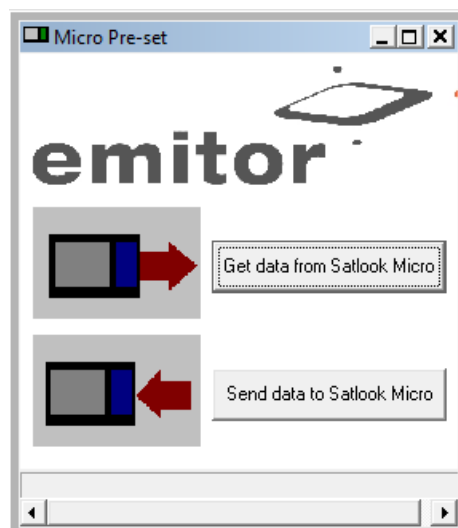 Micro Pre-set
emitor
Get data from Satlook Micro
Send data to Satlook Micro